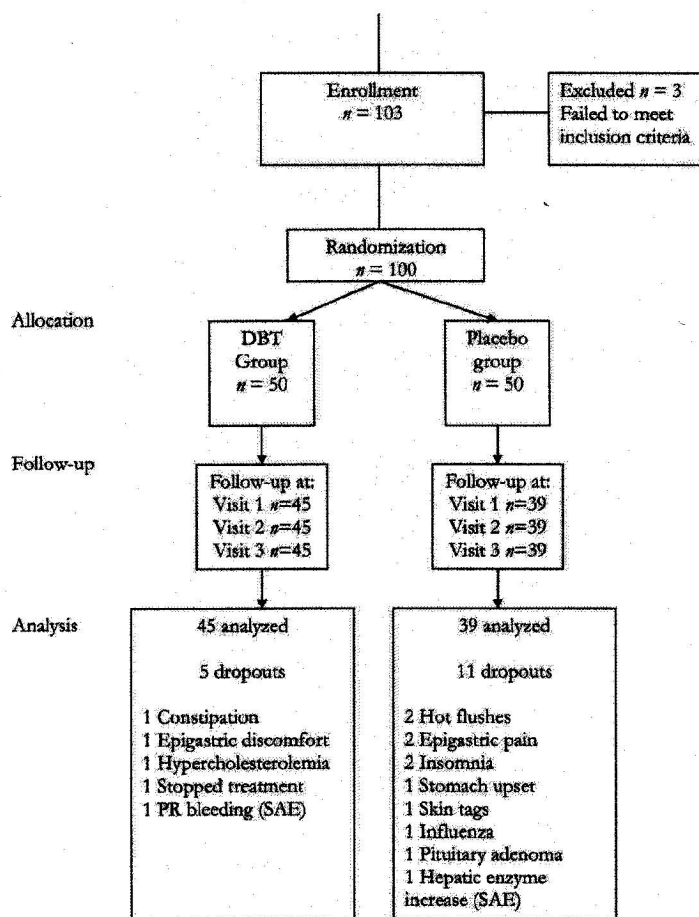 Enrollment
n = 103
Excluded n = 3
Failed to meet
inclusion criteria
Randomization
n = 100
Allocation
DBT
Group
n = 50
Placebo
group
n = 50
Follow-up
Follow-up at:
Visit 1 n=45
Visit 2 n=45
Visit 3 n=45
Follow-up at:
Visit 1 n=39
Visit 2 n=39
Visit 3 n=39
Analysis
45 analyzed
5 dropouts
1 Constipation
1 Epigastric discomfort
1 Hypercholesterolemia
1 Stopped treatment
1 PR bleeding (SAE)
39 analyzed
11 dropouts
2 Hot flushes
2 Epigastric pain
2 Insomnia
1 Stomach upset
1 Skin tags
1 Influenza
1 Pituitary adenoma
1 Hepatic enzyme
increase (SAE)